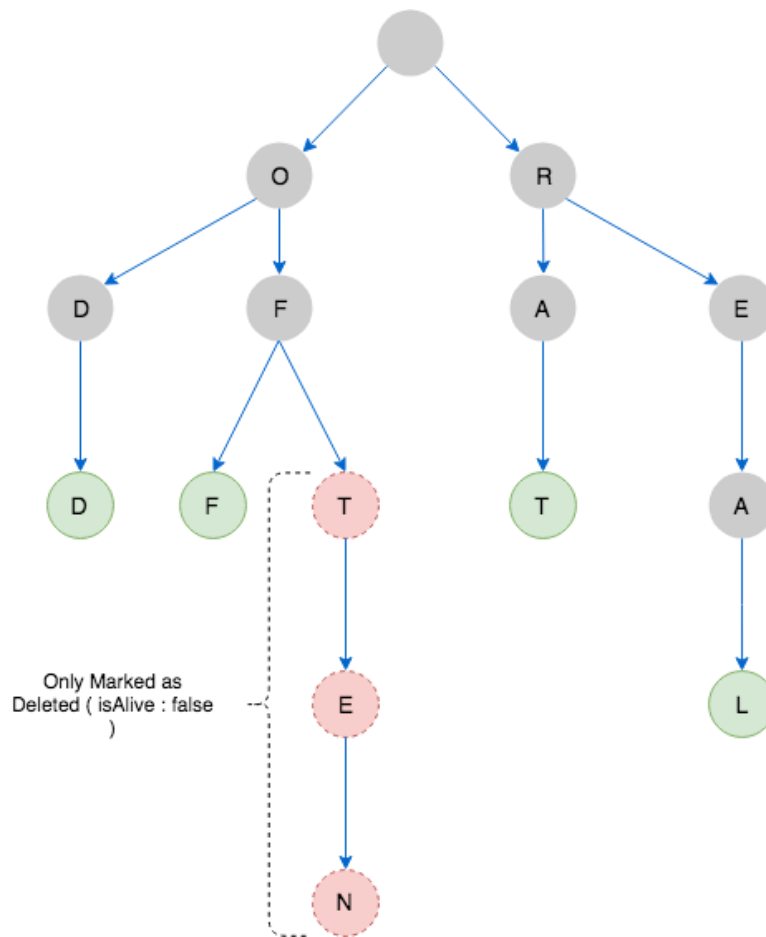 O
R
D
F
A
E
D
F
T
T
A
Only Marked as
Deleted ( isAlive : false
)
E
L
N